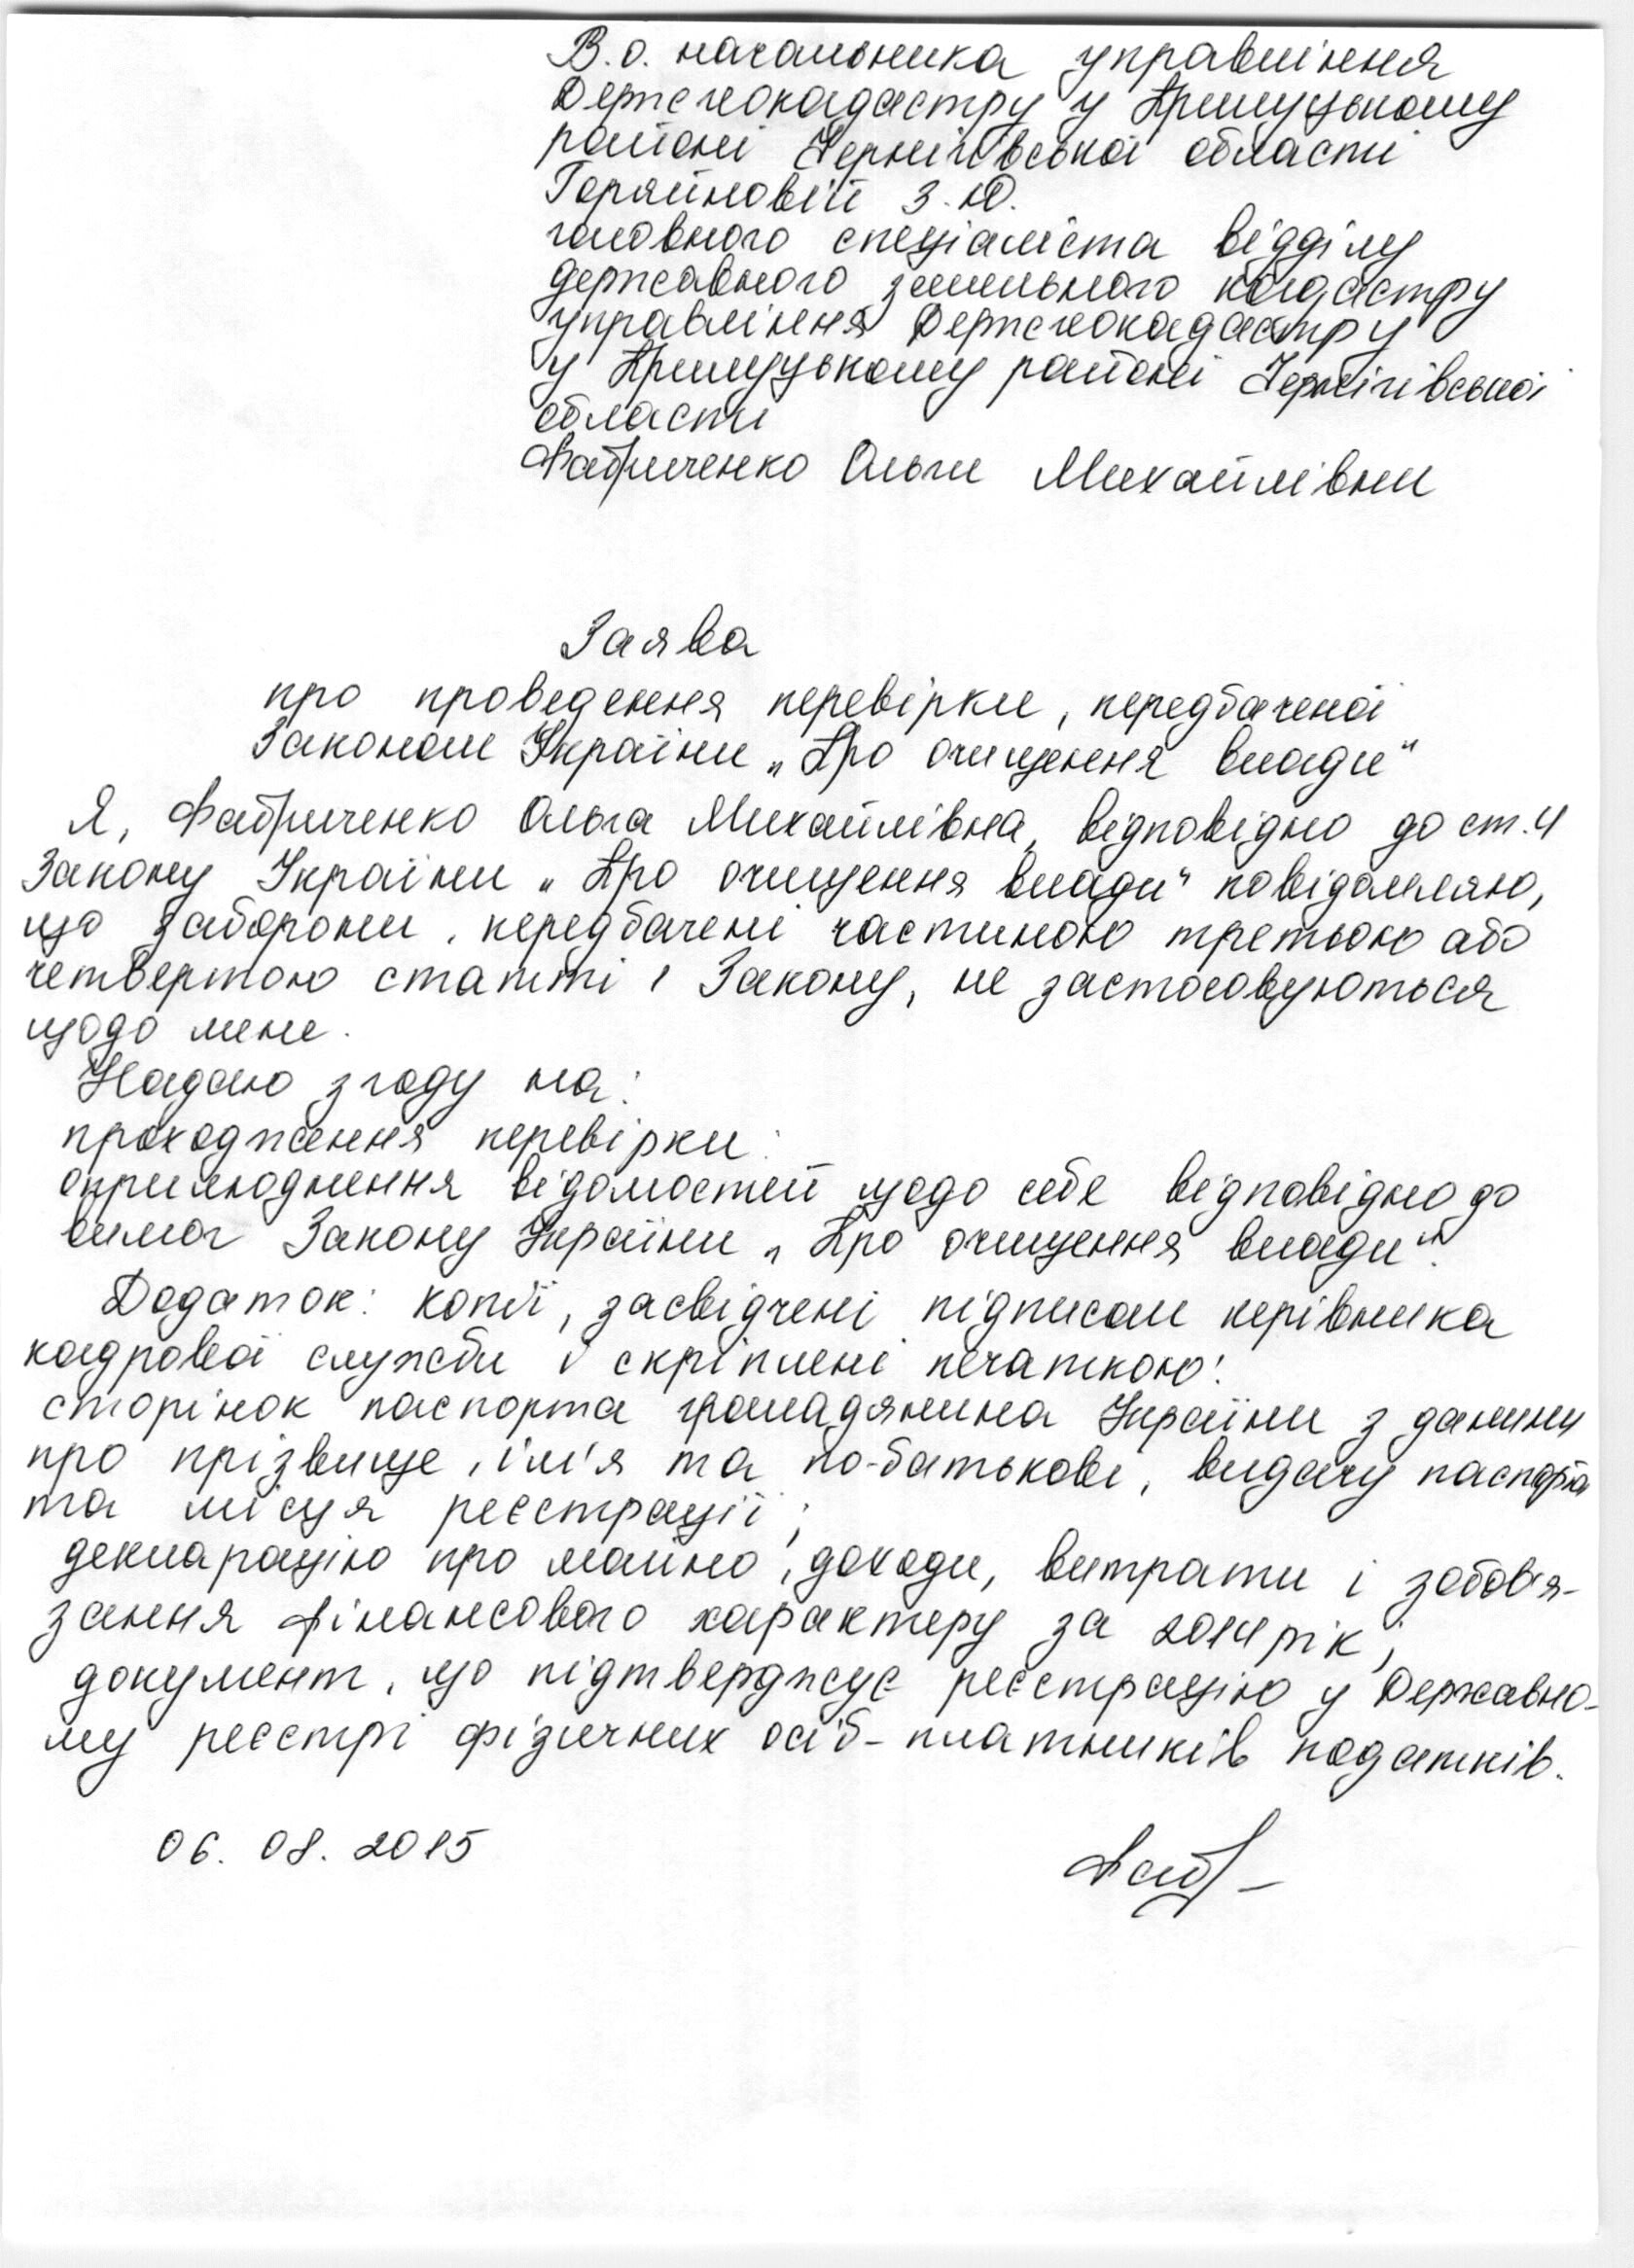 В.о. начальника управління
Держгеокадастру у Прилуцькому
районі Чернігівської області
Горяйновій З.Ю.
головного спеціаліста відділу
державного земельного кадастру
управління Держгеокадастру
у Прилуцькому районі Чернігівської
області
Фабриченко Ольги Михайлівни
Заява
про проведення перевірки, передбаченої
Законом України „Про очищення влади“
Я, Фабриченко Ольга Михайлівна, відповідно до ст.4
Закону України „Про очищення влади“ повідомляю,
що заборони, передбачені частиною третьою або
четвертою статті 1 Закону, не застосовуються
щодо мене.
Надаю згоду на:
проходження перевірки:
оприлюднення відомостей щодо себе відповідно до
вимог Закону України „Про очищення влади“.
Додаток: копії, засвідчені підписом керівника
кадрової служби і скріплені печаткою:
сторінок паспорта громадянина України з даними
про прізвище, ім'я та по-батькові, видачу паспорта
та місця реєстрації;
декларацію про майно, доходи, витрати і зобов'я-
зання фінансового характеру за 2014 рік;
документ, що підтверджує реєстрацію у Державно-
му реєстрі фізичних осіб-платників податків.
06. 08. 2015